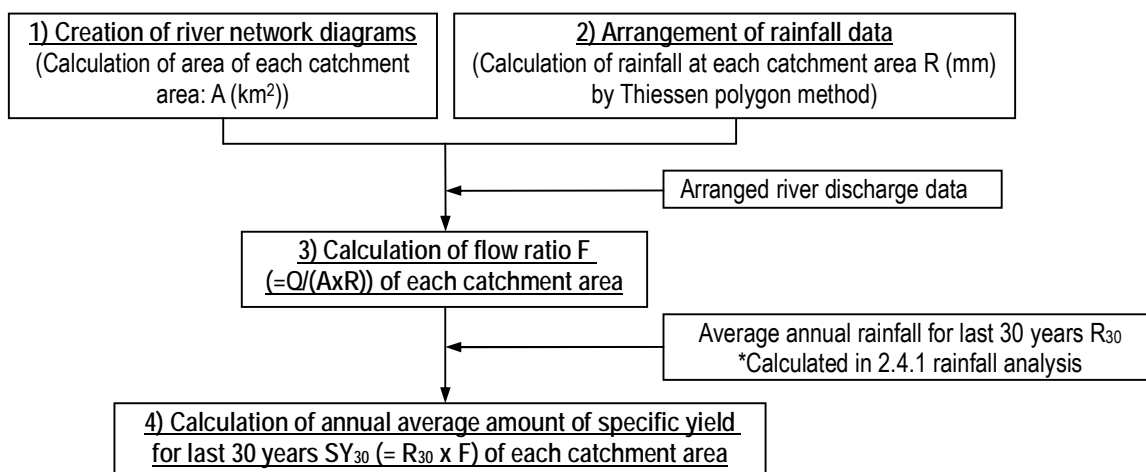 1) Creation of river network diagrams
(Calculation of area of each catchment
area: A (km²))
2) Arrangement of rainfall data
(Calculation of rainfall at each catchment area R (mm)
by Thiessen polygon method)
Arranged river discharge data
3) Calculation of flow ratio F
(=Q/(AxR)) of each catchment area
Average annual rainfall for last 30 years R₃₀
*Calculated in 2.4.1 rainfall analysis
4) Calculation of annual average amount of specific yield
for last 30 years SY₃₀ (= R₃₀ x F) of each catchment area